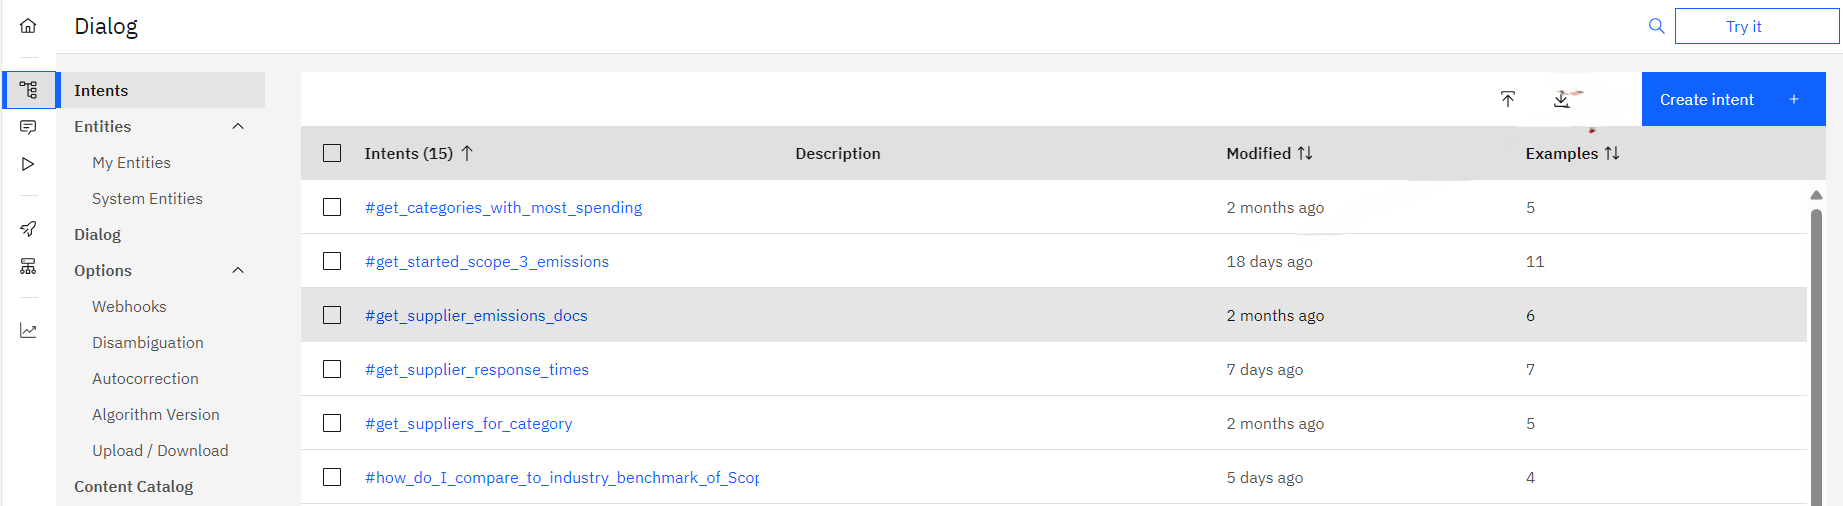 Dialog
Try it
Intents
Entities
My Entities
System Entities
Dialog
Options
Webhooks
Disambiguation
Autocorrection
Algorithm Version
Upload / Download
Content Catalog
Create intent +
Intents (15) Description Modified Examples
#get_categories_with_most_spending 2 months ago 5
#get_started_scope_3_emissions 18 days ago 11
#get_supplier_emissions_docs 2 months ago 6
#get_supplier_response_times 7 days ago 7
#get_suppliers_for_category 2 months ago 5
#how_do_I_compare_to_industry_benchmark_of_Scop 5 days ago 4